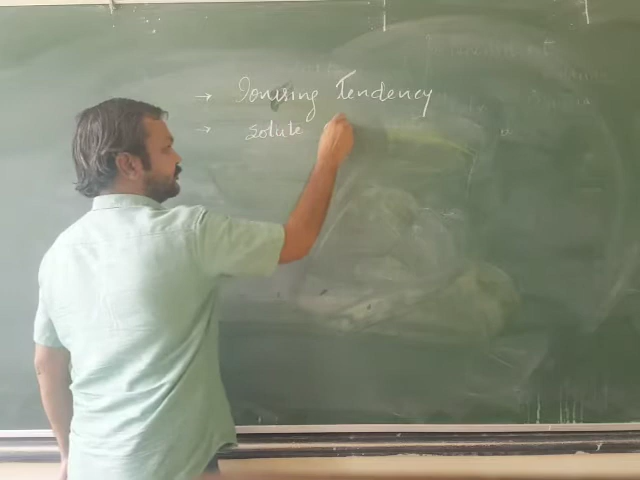 → Ionising Tendency
→ Solute